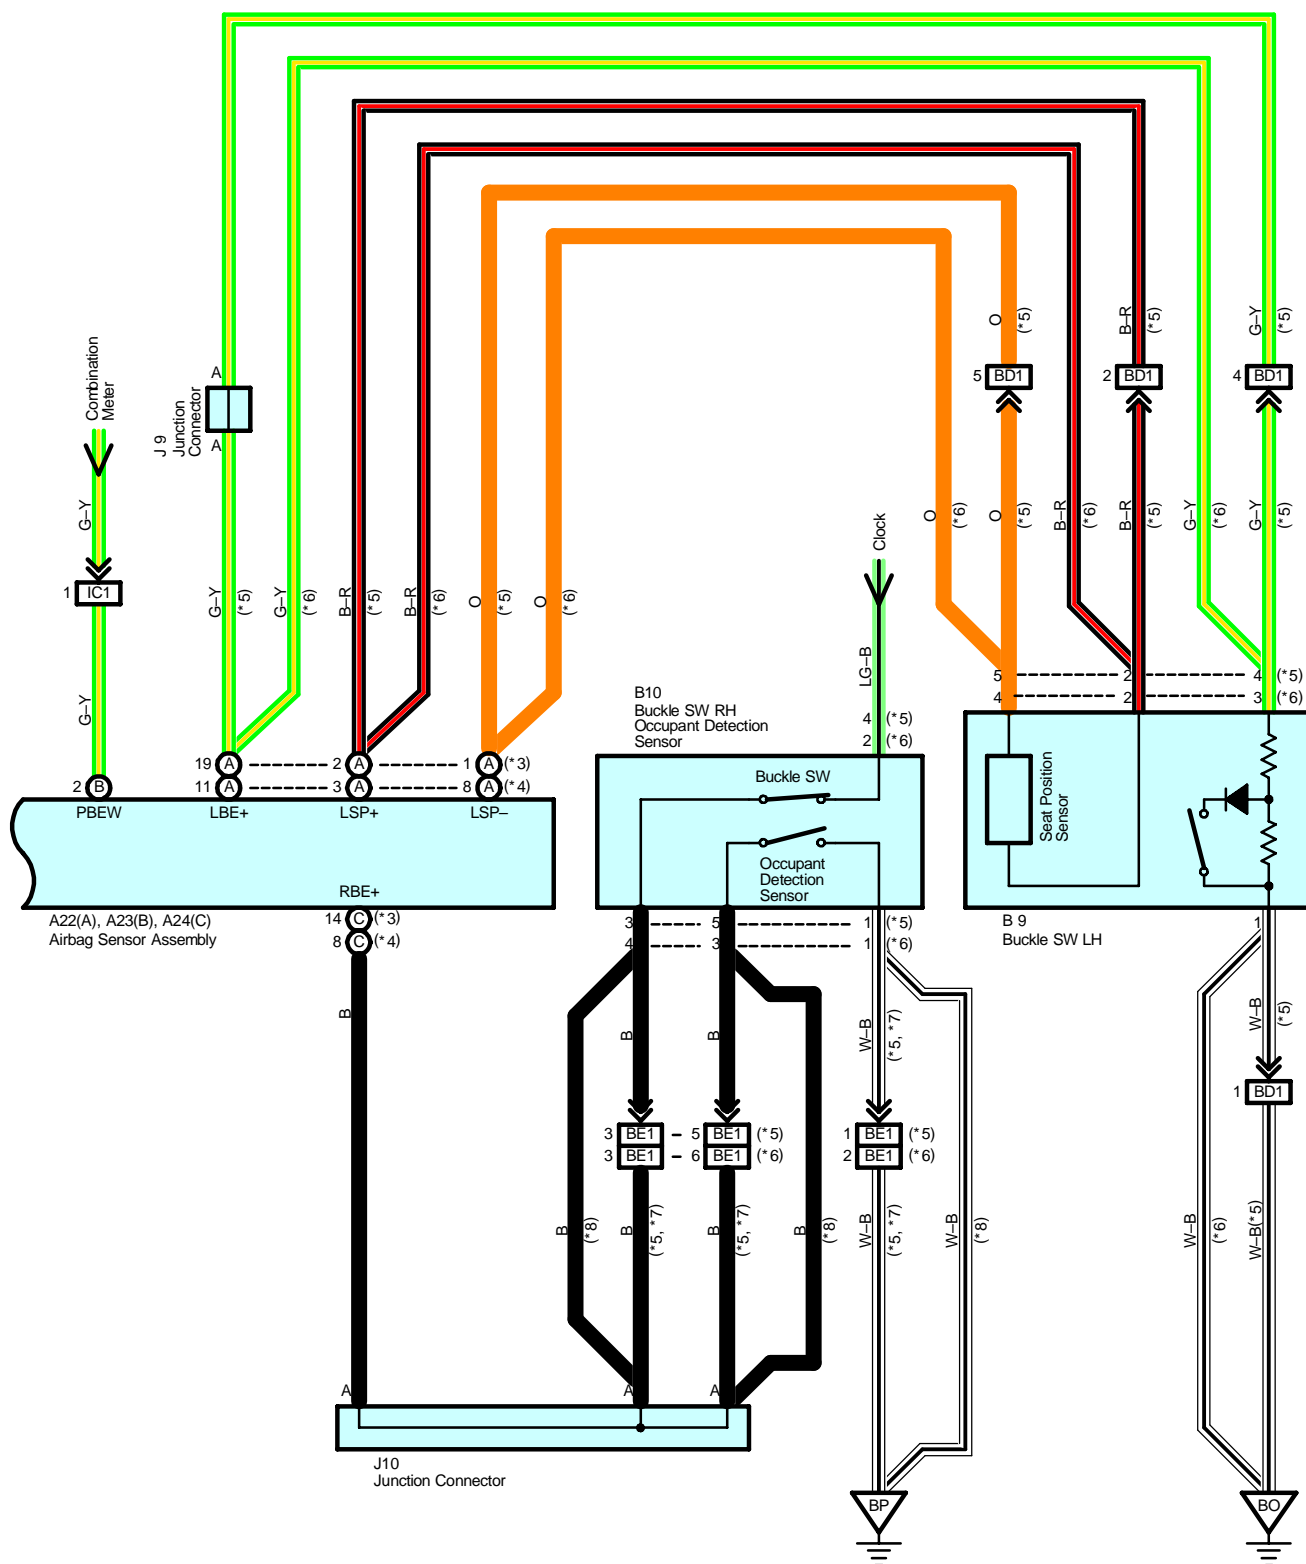 O
(*5)
B–R
(*5)
G–Y
(*5)
5 BD1
2 BD1
4 BD1
Combination
Meter
A
J 9
Junction
Connector
A
G–Y
1 IC1
G–Y
G–Y
(*5)
G–Y
(*6)
B–R
(*5)
B–R
(*6)
O
(*5)
O
(*6)
Clock
LG–B
O
(*6)
O
(*5)
B–R
(*6)
B–R
(*5)
G–Y
(*6)
G–Y
(*5)
5 2 4 (*5)
4 2 3 (*6)
B10
Buckle SW RH
Occupant Detection
Sensor
4 (*5)
2 (*6)
19 A 2 A 1 A (*3)
2 B 11 A 3 A 8 A (*4)
PBEW LBE+ LSP+ LSP–
RBE+
Buckle SW
Occupant
Detection
Sensor
Seat Position
Sensor
A22(A), A23(B), A24(C)
Airbag Sensor Assembly
14 C (*3)
8 C (*4)
3 5 1 (*5)
4 3 1 (*6)
B 9
Buckle SW LH
1
B
B
B
W–B
(*5, *7)
W–B
(*5)
1 BD1
3 BE1 – 5 BE1 (*5)
3 BE1 – 6 BE1 (*6)
1 BE1 (*5)
2 BE1 (*6)
B
(*8)
B
(*5, *7)
B
(*5, *7)
B
(*8)
W–B
(*5, *7)
W–B
(*8)
W–B
(*6)
W–B(*5)
A A A
J10
Junction Connector
BP
BO